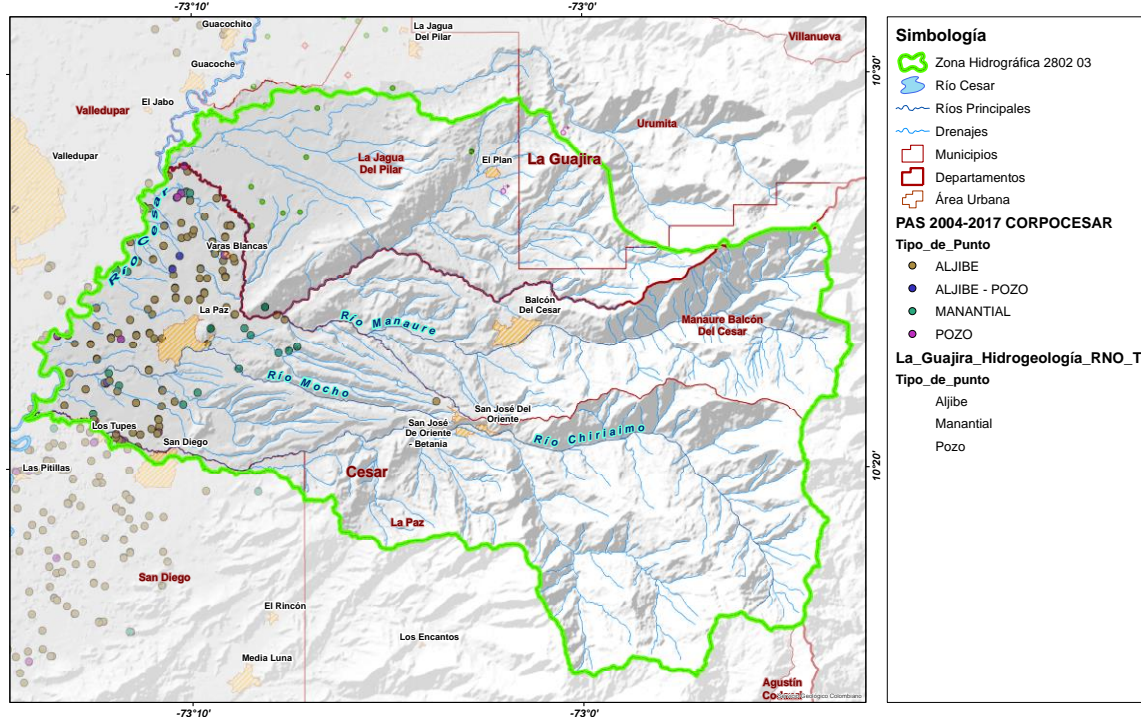 -73°10'
-73°0'
Guacochito
La Jagua
Del Pilar
Villanueva
Guacoche
10°30'
El Jabo
Valledupar
Urumita
Valledupar
La Jagua
Del Pilar
El Plan
La Guajira
Río Cesar
Varas Blancas
La Paz
Balcón
Del Cesar
Río Manaure
Manaure Balcón
Del Cesar
Río Mocho
San José Del
Oriente
Los Tupes
San José
De Oriente
- Betania
Río Chiriaimo
San Diego
Las Pitillas
Cesar
10°20'
La Paz
San Diego
El Rincón
Los Encantos
Media Luna
Agustín
-73°10'
-73°0'
Simbología
Zona Hidrográfica 2802 03
Río Cesar
Ríos Principales
Drenajes
Municipios
Departamentos
Área Urbana
PAS 2004-2017 CORPOCESAR
Tipo_de_Punto
ALJIBE
ALJIBE - POZO
MANANTIAL
POZO
La_Guajira_Hidrogeología_RNO_T
Tipo_de_punto
Aljibe
Manantial
Pozo